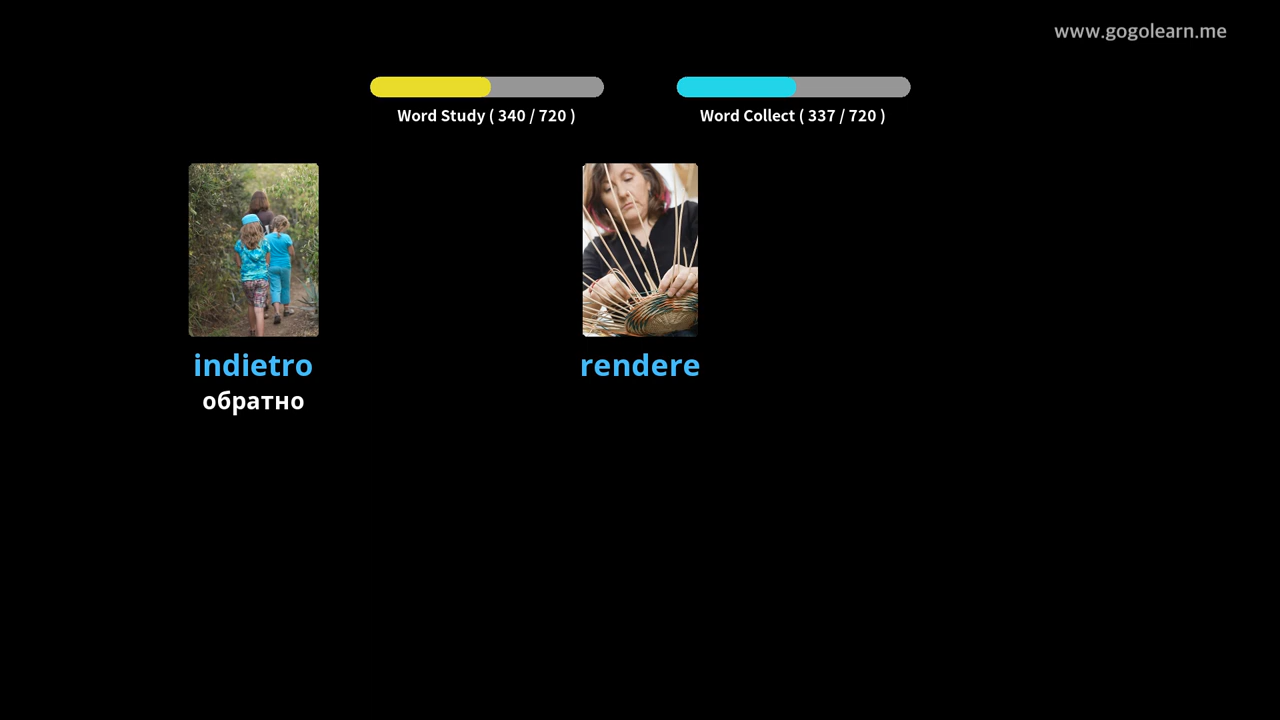 www.gogolearn.me
Word Study ( 340 / 720 )
Word Collect ( 337 / 720 )
indietro
обратно
rendere